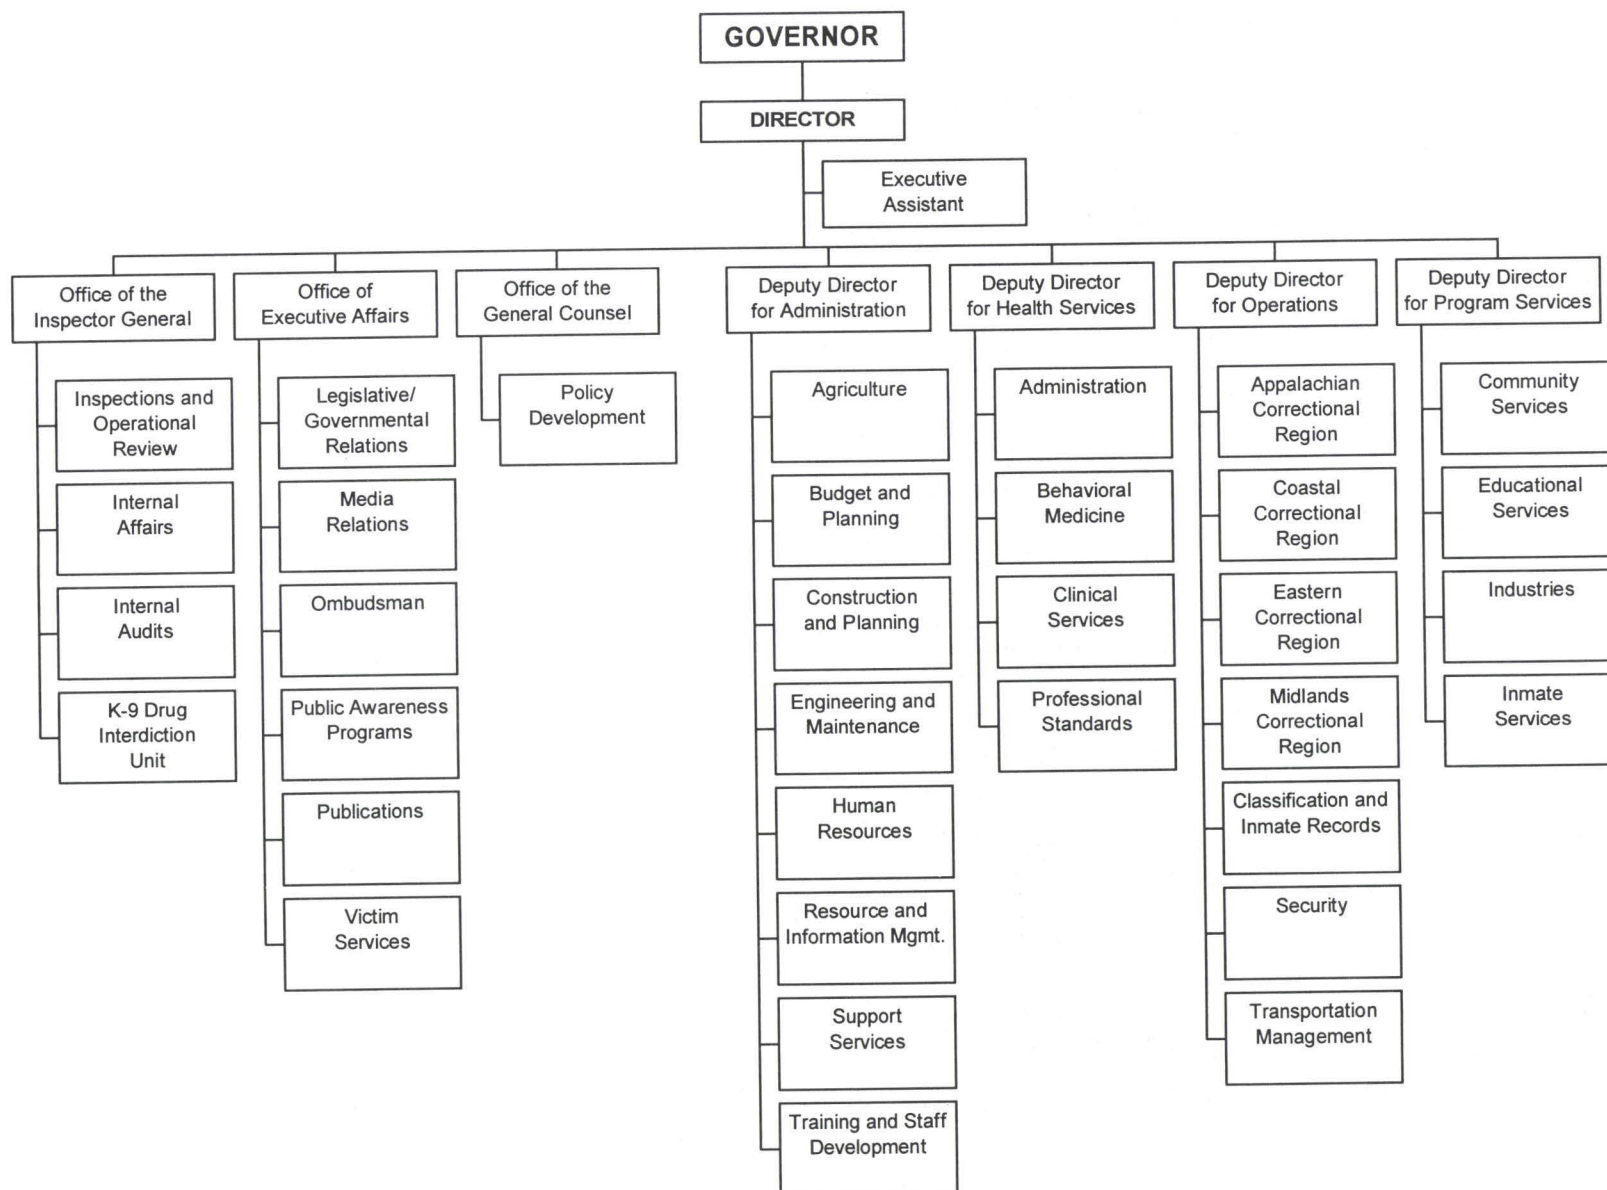 GOVERNOR
DIRECTOR
Executive
Assistant
Office of the
Inspector General
Inspections and
Operational
Review
Internal
Affairs
Internal
Audits
K-9 Drug
Interdiction
Unit
Office of
Executive Affairs
Legislative/
Governmental
Relations
Media
Relations
Ombudsman
Public Awareness
Programs
Publications
Victim
Services
Office of the
General Counsel
Policy
Development
Deputy Director
for Administration
Agriculture
Budget and
Planning
Construction
and Planning
Engineering and
Maintenance
Human
Resources
Resource and
Information Mgmt.
Support
Services
Training and Staff
Development
Deputy Director
for Health Services
Administration
Behavioral
Medicine
Clinical
Services
Professional
Standards
Deputy Director
for Operations
Appalachian
Correctional
Region
Coastal
Correctional
Region
Eastern
Correctional
Region
Midlands
Correctional
Region
Classification and
Inmate Records
Security
Transportation
Management
Deputy Director
for Program Services
Community
Services
Educational
Services
Industries
Inmate
Services